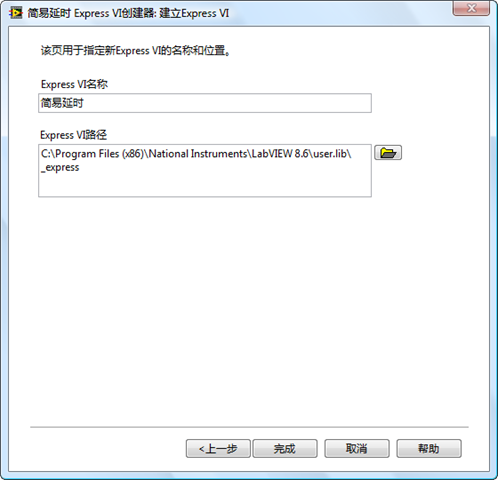 简易延时 Express VI创建器: 建立Express VI
该页用于指定新Express VI的名称和位置。
Express VI名称
简易延时
Express VI路径
C:\Program Files (x86)\National Instruments\LabVIEW 8.6\user.lib\
_express
<上一步 完成 取消 帮助